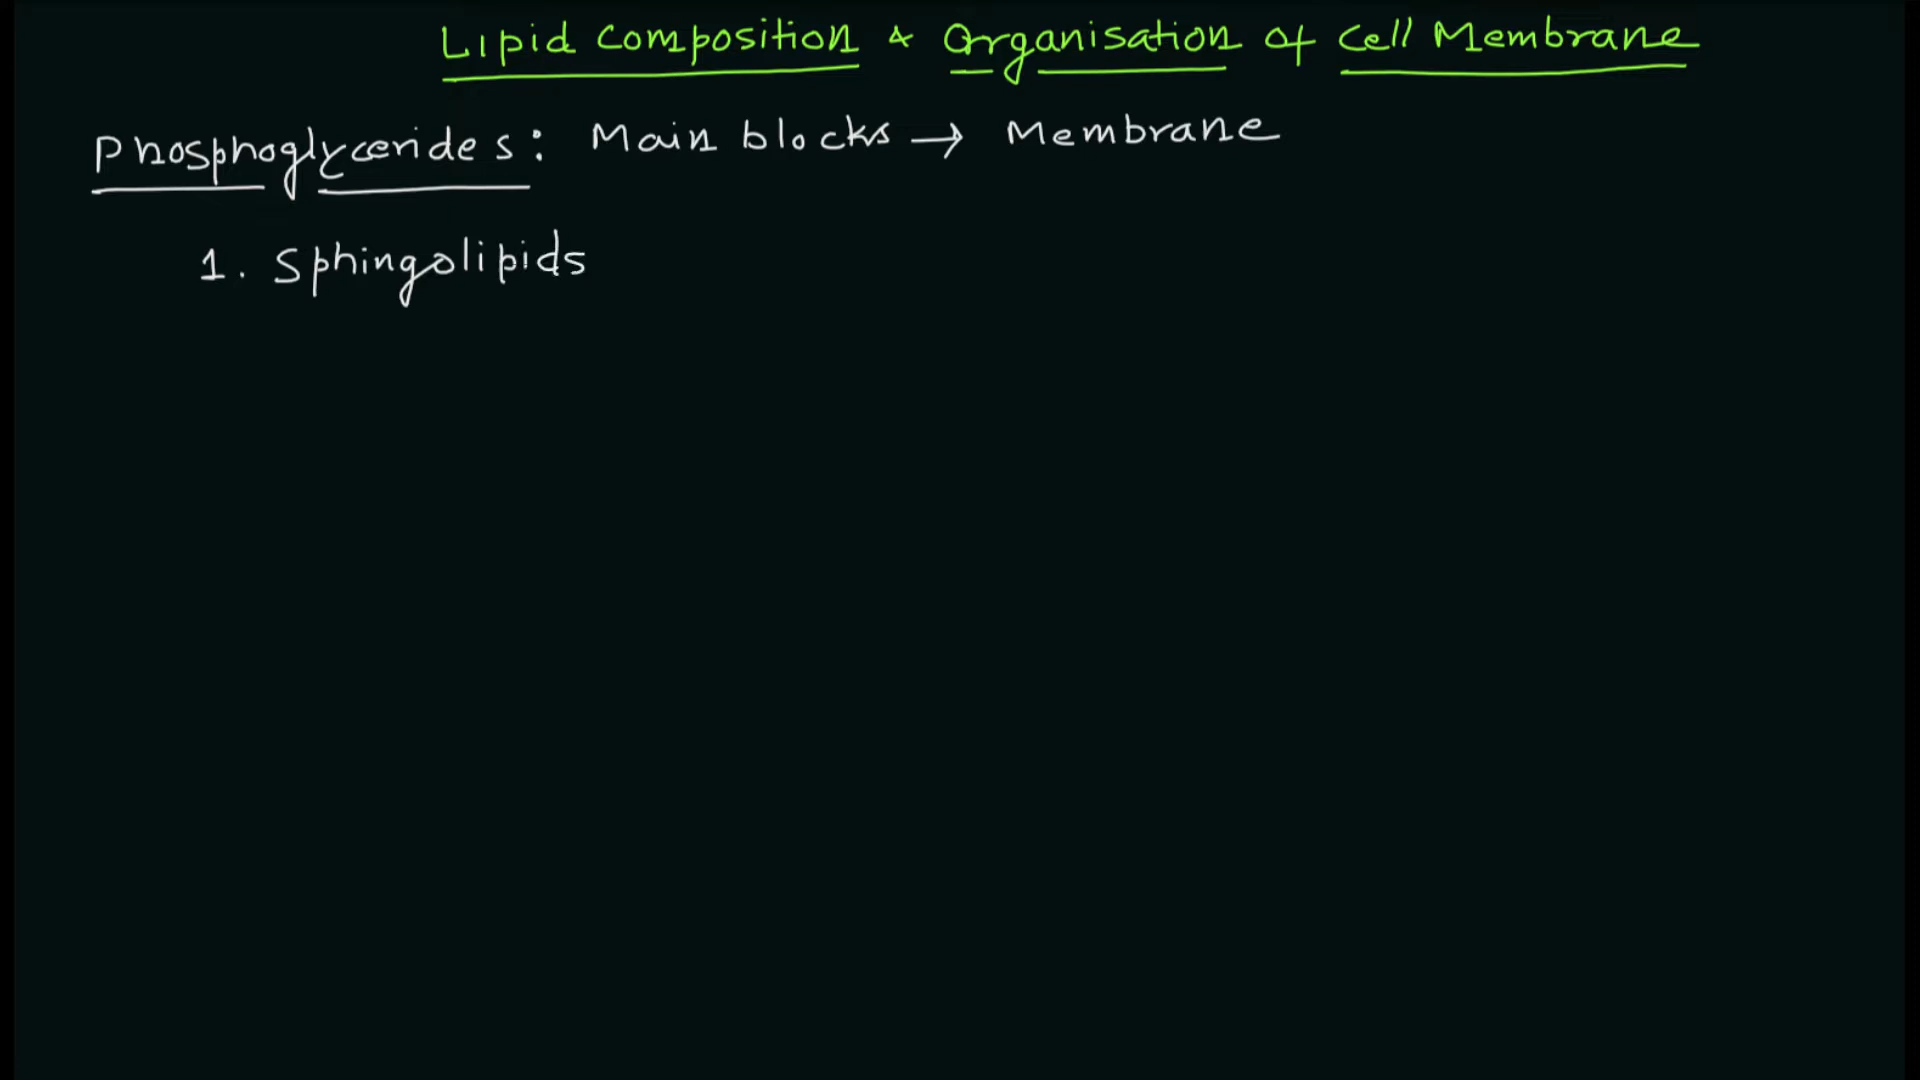 Lipid Composition & Organisation of Cell Membrane
Phosphoglycerides: Main blocks → Membrane
1. Sphingolipids